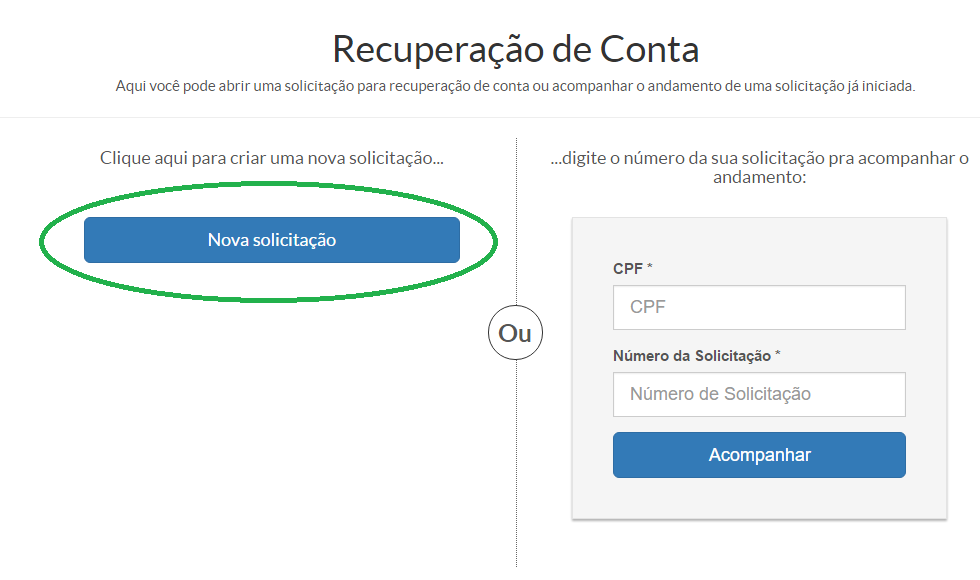 Recuperação de Conta
Aqui você pode abrir uma solicitação para recuperação de conta ou acompanhar o andamento de uma solicitação já iniciada.
Clique aqui para criar uma nova solicitação...
Nova solicitação
Ou
...digite o número da sua solicitação pra acompanhar o
andamento:
CPF *
CPF
Número da Solicitação *
Número de Solicitação
Acompanhar